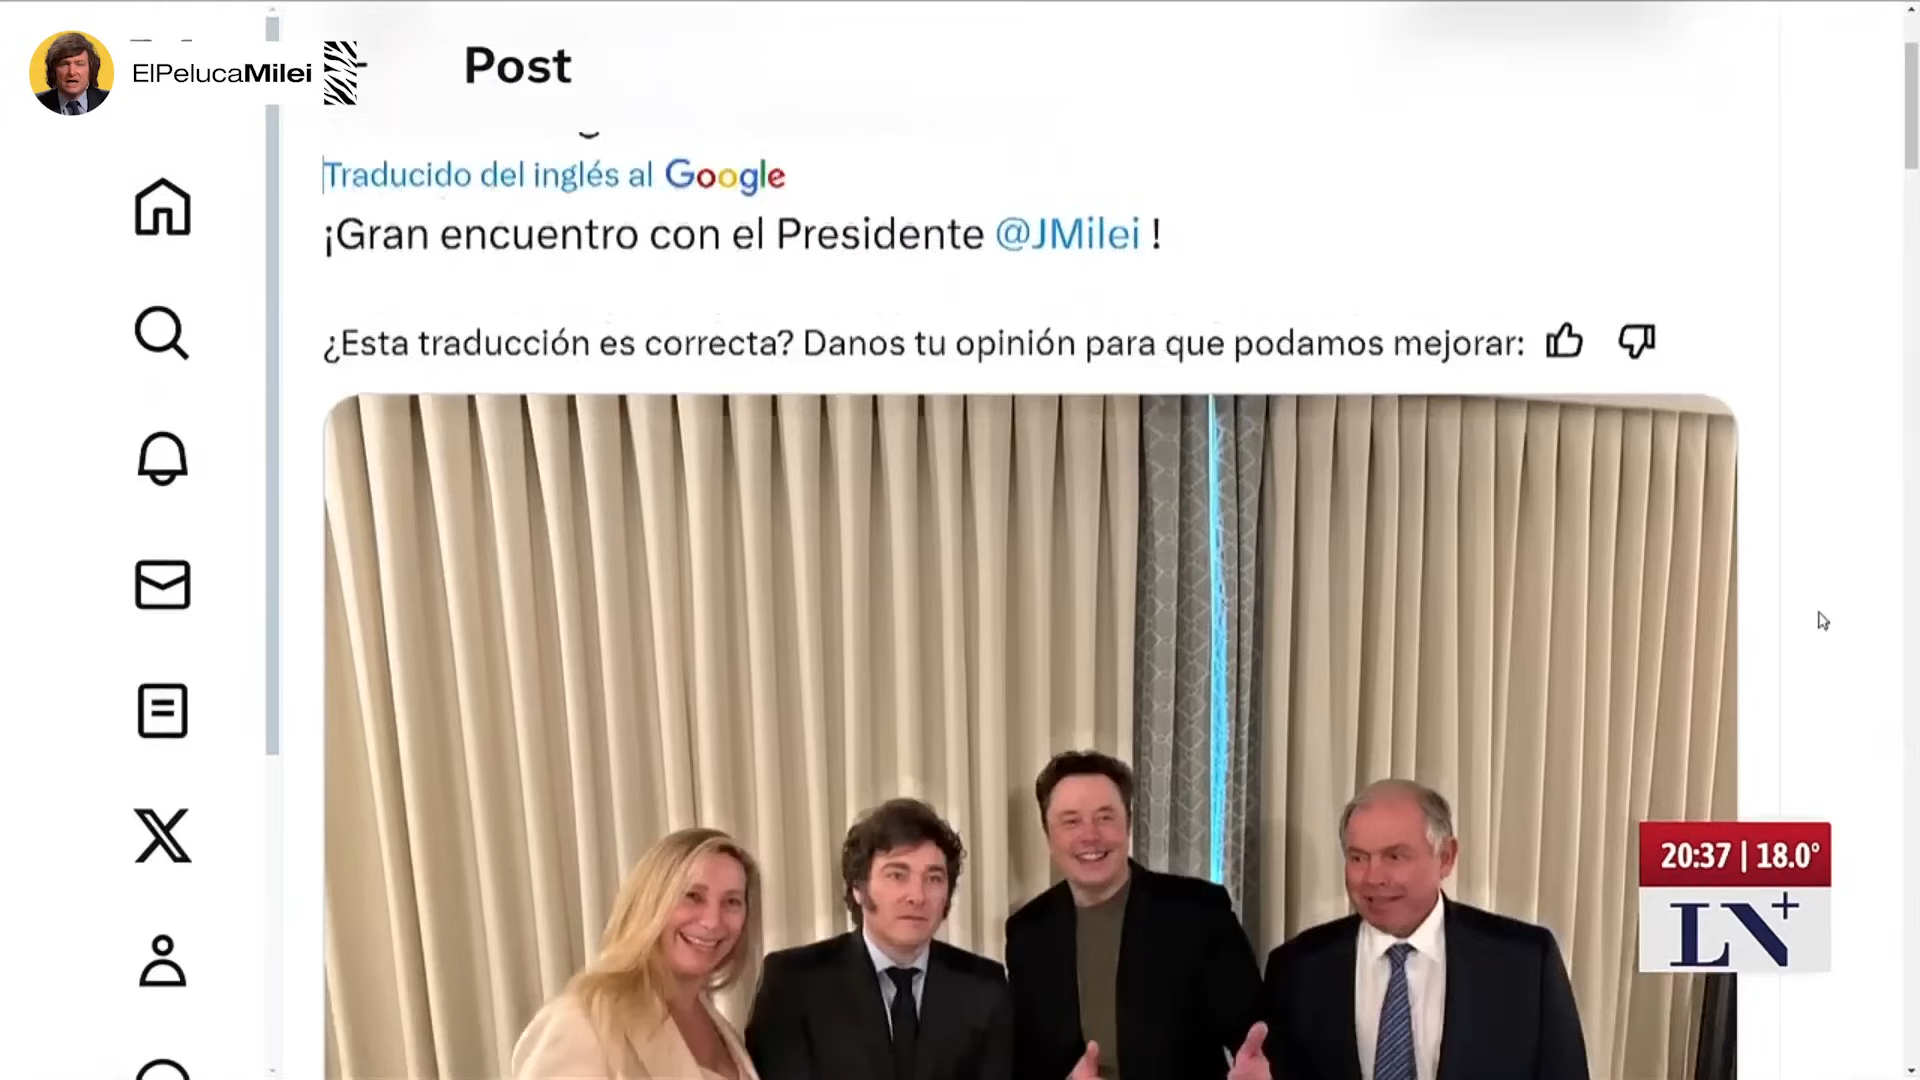 ElPelucaMilei
Post
Traducido del inglés al Google
¡Gran encuentro con el Presidente @JMilei !
¿Esta traducción es correcta? Danos tu opinión para que podamos mejorar:
20:37 | 18.0°
LN+